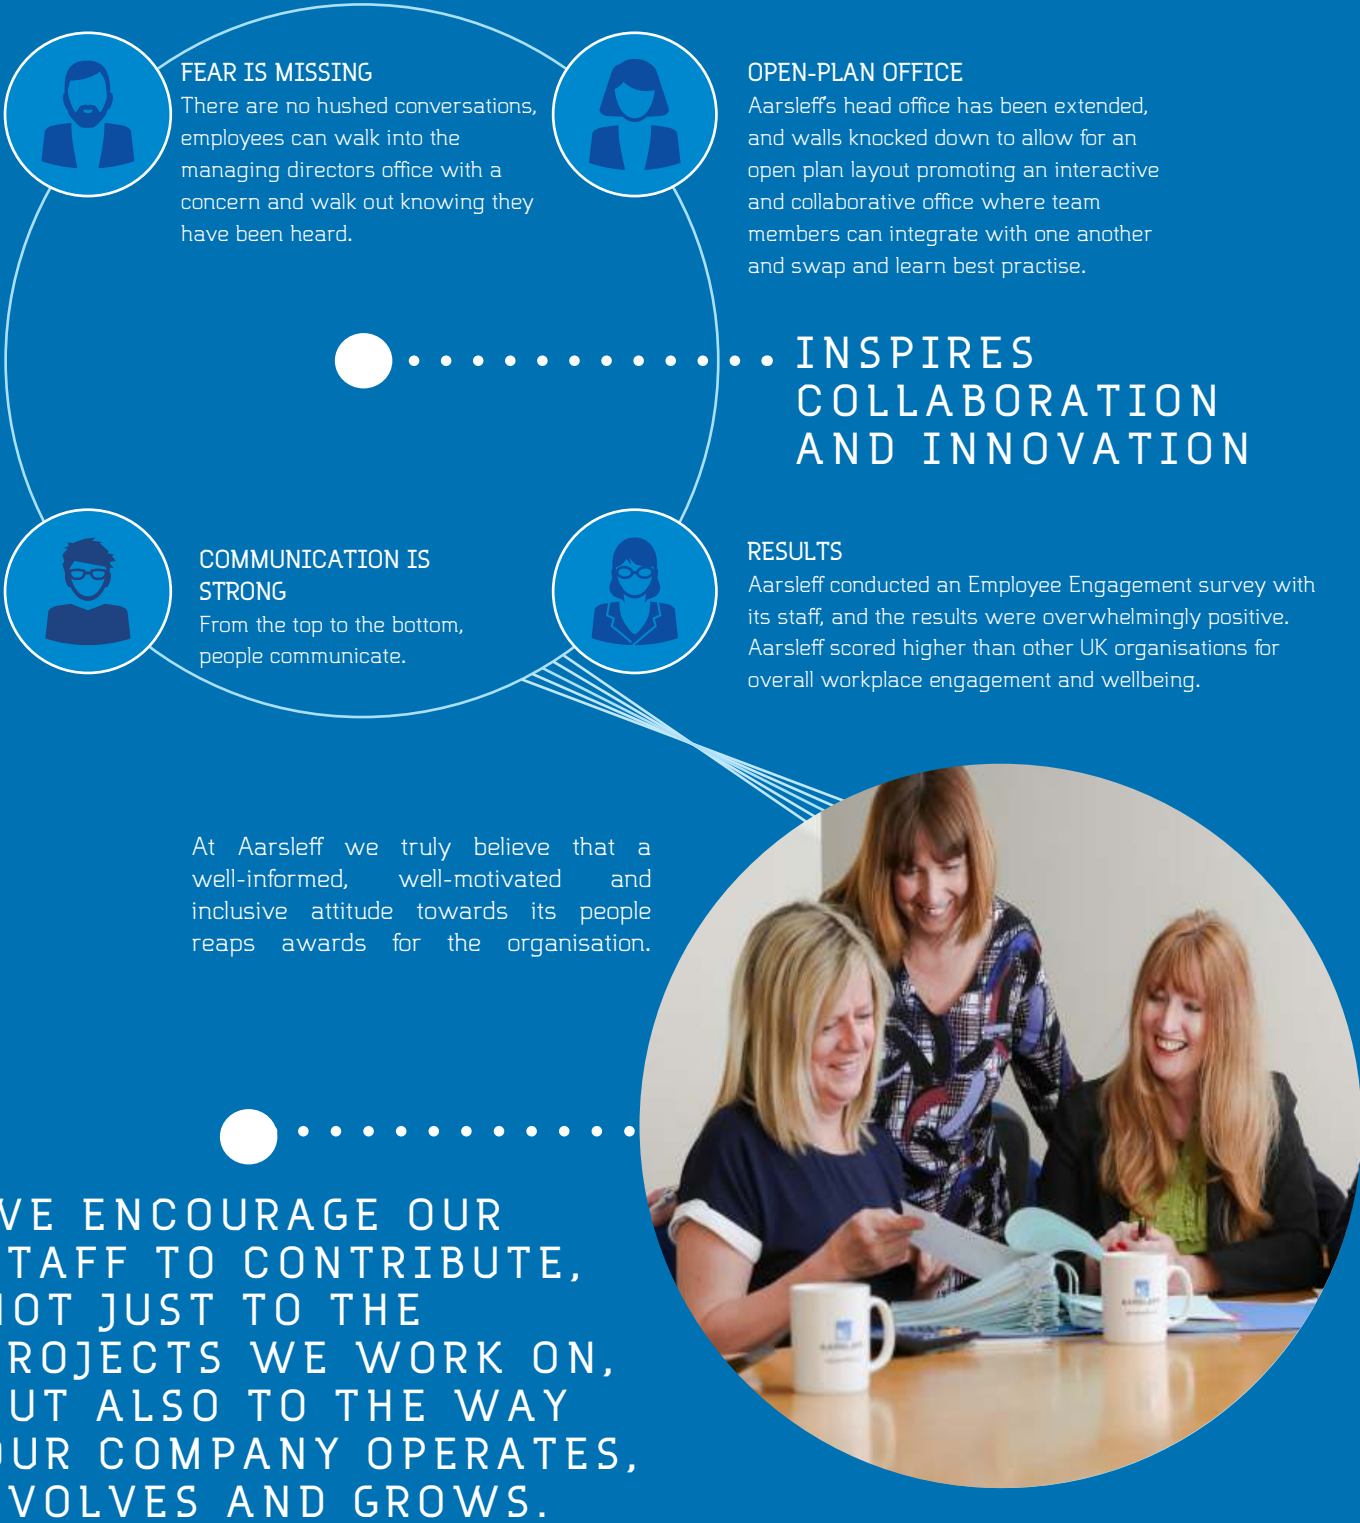 FEAR IS MISSING
There are no hushed conversations,
employees can walk into the
managing directors office with a
concern and walk out knowing they
have been heard.
OPEN-PLAN OFFICE
Aarsleff's head office has been extended,
and walls knocked down to allow for an
open plan layout promoting an interactive
and collaborative office where team
members can integrate with one another
and swap and learn best practise.
INSPIRES
COLLABORATION
AND INNOVATION
COMMUNICATION IS
STRONG
From the top to the bottom,
people communicate.
RESULTS
Aarsleff conducted an Employee Engagement survey with
its staff, and the results were overwhelmingly positive.
Aarsleff scored higher than other UK organisations for
overall workplace engagement and wellbeing.
At Aarsleff we truly believe that a
well-informed, well-motivated and
inclusive attitude towards its people
reaps awards for the organisation.
WE ENCOURAGE OUR
TAFF TO CONTRIBUTE,
NOT JUST TO THE
ROJECTS WE WORK ON,
UT ALSO TO THE WAY
OUR COMPANY OPERATES,
VOLVES AND GROWS.